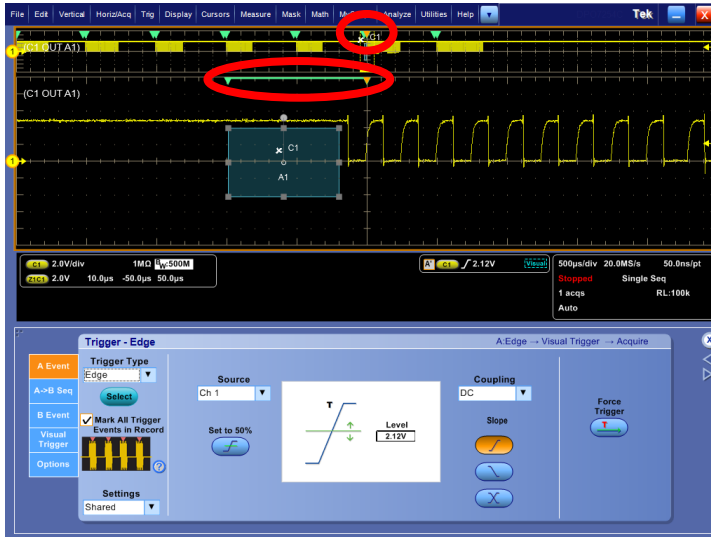 File Edit Vertical Horiz/Acq Trig Display Cursors Measure Mask Math Analyze Utilities Help Tek X
C1
1 (C1 OUT A1)
(C1 OUT A1)
C1
1
A1
C1 2.0V/div 1MΩ BW:500M
Z1C1 2.0V 10.0µs -50.0µs 50.0µs
A' C1 2.12V Visual
500µs/div 20.0MS/s 50.0ns/pt
Stopped Single Seq
1 acqs RL:100k
Auto
Trigger - Edge A:Edge → Visual Trigger → Acquire X
A Event
A->B Seq
B Event
Visual
Trigger
Options
Trigger Type
Edge
Select
Mark All Trigger
Events in Record
?
Settings
Shared
Source
Ch 1
Set to 50%
T
Level
2.12V
Coupling
DC
Slope
Force
Trigger
T